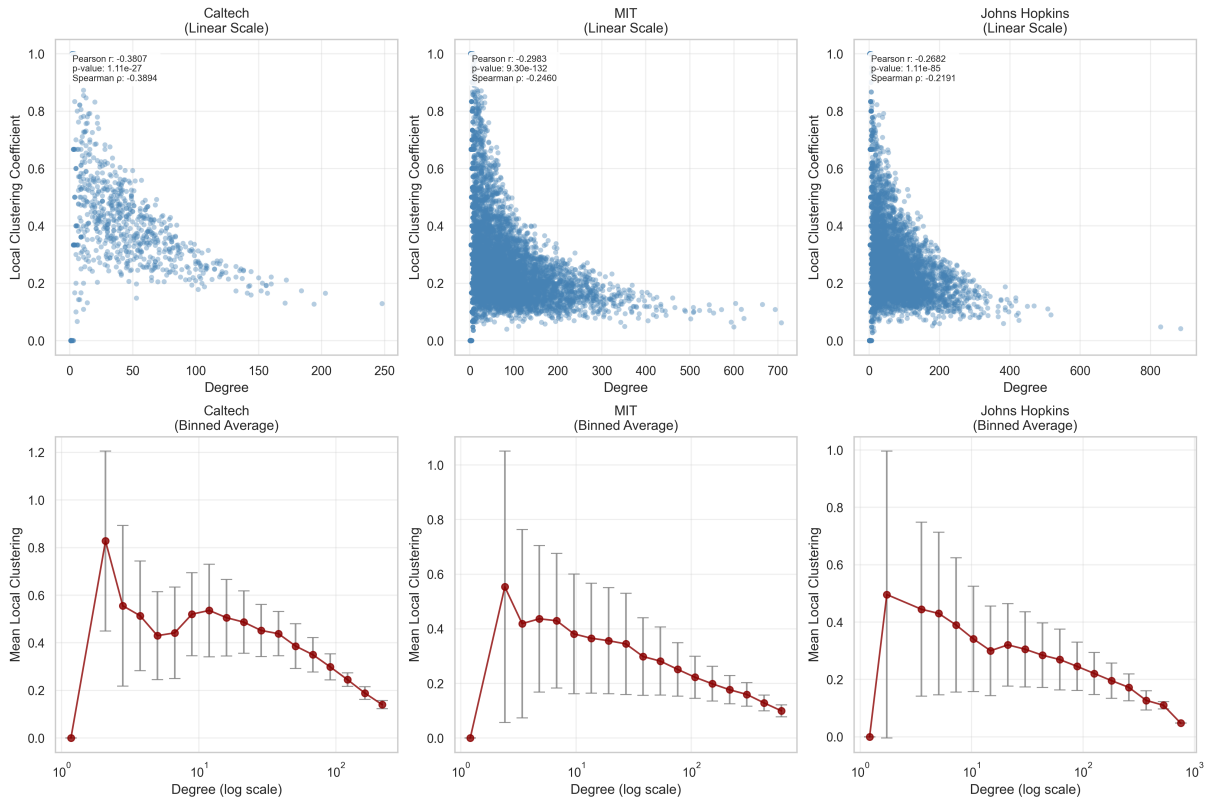 Caltech
(Linear Scale)
Pearson r: -0.3807
p-value: 1.11e-27
Spearman ρ: -0.3894
Local Clustering Coefficient
1.0
0.8
0.6
0.4
0.2
0.0
0 50 100 150 200 250
Degree
MIT
(Linear Scale)
Pearson r: -0.2983
p-value: 9.30e-132
Spearman ρ: -0.2460
Local Clustering Coefficient
1.0
0.8
0.6
0.4
0.2
0.0
0 100 200 300 400 500 600 700
Degree
Johns Hopkins
(Linear Scale)
Pearson r: -0.2682
p-value: 1.11e-85
Spearman ρ: -0.2191
Local Clustering Coefficient
1.0
0.8
0.6
0.4
0.2
0.0
0 200 400 600 800
Degree
Caltech
(Binned Average)
Mean Local Clustering
1.2
1.0
0.8
0.6
0.4
0.2
0.0
10⁰ 10¹ 10²
Degree (log scale)
MIT
(Binned Average)
Mean Local Clustering
1.0
0.8
0.6
0.4
0.2
0.0
10⁰ 10¹ 10²
Degree (log scale)
Johns Hopkins
(Binned Average)
Mean Local Clustering
1.0
0.8
0.6
0.4
0.2
0.0
10⁰ 10¹ 10² 10³
Degree (log scale)